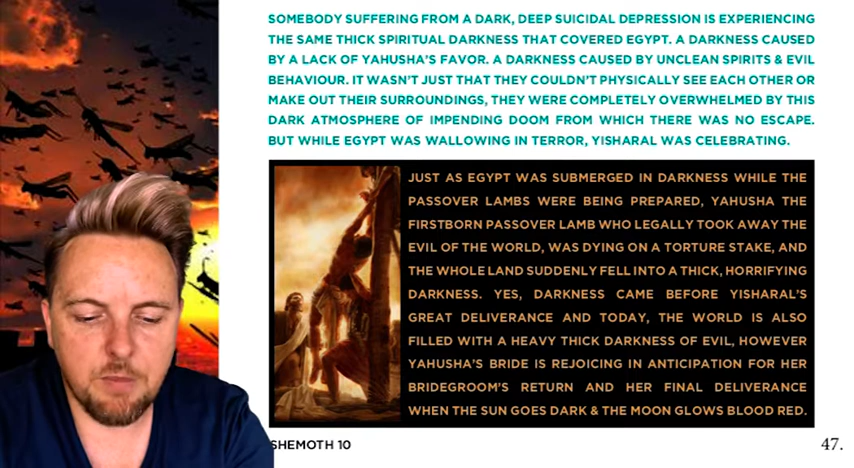 SOMEBODY SUFFERING FROM A DARK, DEEP SUICIDAL DEPRESSION IS EXPERIENCING
THE SAME THICK SPIRITUAL DARKNESS THAT COVERED EGYPT. A DARKNESS CAUSED
BY A LACK OF YAHUSHA'S FAVOR. A DARKNESS CAUSED BY UNCLEAN SPIRITS & EVIL
BEHAVIOUR. IT WASN'T JUST THAT THEY COULDN'T PHYSICALLY SEE EACH OTHER OR
MAKE OUT THEIR SURROUNDINGS, THEY WERE COMPLETELY OVERWHELMED BY THIS
DARK ATMOSPHERE OF IMPENDING DOOM FROM WHICH THERE WAS NO ESCAPE.
BUT WHILE EGYPT WAS WALLOWING IN TERROR, YISHARAL WAS CELEBRATING.
JUST AS EGYPT WAS SUBMERGED IN DARKNESS WHILE THE
PASSOVER LAMBS WERE BEING PREPARED, YAHUSHA THE
FIRSTBORN PASSOVER LAMB WHO LEGALLY TOOK AWAY THE
EVIL OF THE WORLD, WAS DYING ON A TORTURE STAKE, AND
THE WHOLE LAND SUDDENLY FELL INTO A THICK, HORRIFYING
DARKNESS. YES, DARKNESS CAME BEFORE YISHARAL'S
GREAT DELIVERANCE AND TODAY, THE WORLD IS ALSO
FILLED WITH A HEAVY THICK DARKNESS OF EVIL, HOWEVER
YAHUSHA'S BRIDE IS REJOICING IN ANTICIPATION FOR HER
BRIDEGROOM'S RETURN AND HER FINAL DELIVERANCE
WHEN THE SUN GOES DARK & THE MOON GLOWS BLOOD RED.
SHEMOTH 10
47.